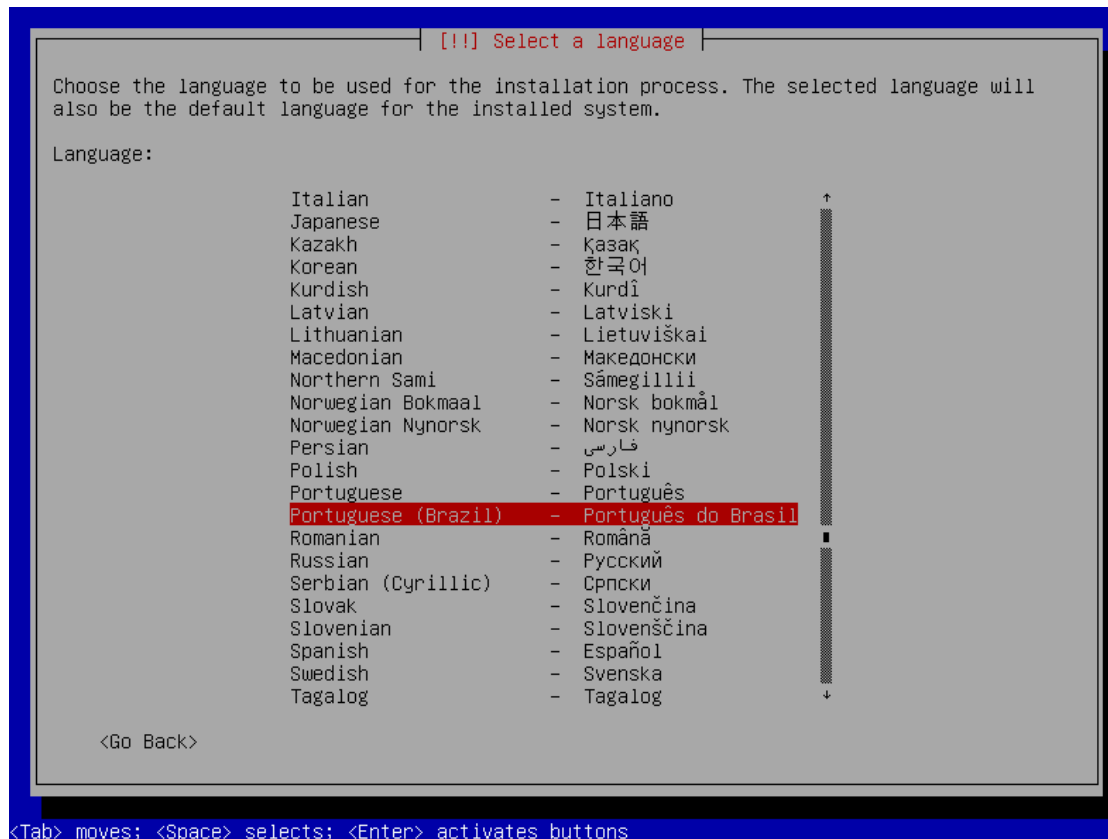 [!!] Select a language
Choose the language to be used for the installation process. The selected language will
also be the default language for the installed system.
Language:
Italian - Italiano
Japanese - 日本語
Kazakh - Қазақ
Korean - 한국어
Kurdish - Kurdî
Latvian - Latviski
Lithuanian - Lietuviškai
Macedonian - Македонски
Northern Sami - Sámegillii
Norwegian Bokmaal - Norsk bokmål
Norwegian Nynorsk - Norsk nynorsk
Persian - فارسی
Polish - Polski
Portuguese - Português
Portuguese (Brazil) - Português do Brasil
Romanian - Română
Russian - Русский
Serbian (Cyrillic) - Српски
Slovak - Slovenčina
Slovenian - Slovenščina
Spanish - Español
Swedish - Svenska
Tagalog - Tagalog
<Go Back>
<Tab> moves; <Space> selects; <Enter> activates buttons